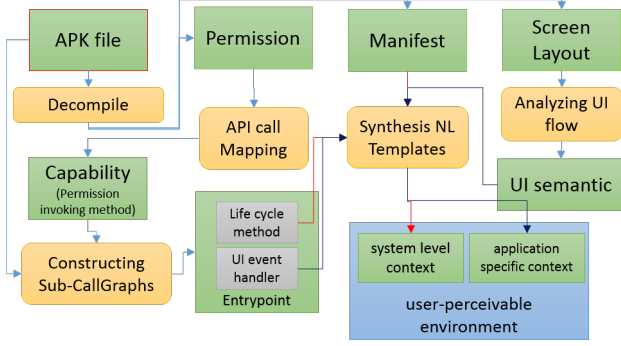 APK file
Permission
Manifest
Screen
Layout
Decompile
API call
Mapping
Synthesis NL
Templates
Analyzing UI
flow
Capability
(Permission
invoking method)
UI semantic
Life cycle
method
UI event
handler
Entrypoint
Constructing
Sub-CallGraphs
system level
context
application
specific context
user-perceivable
environment